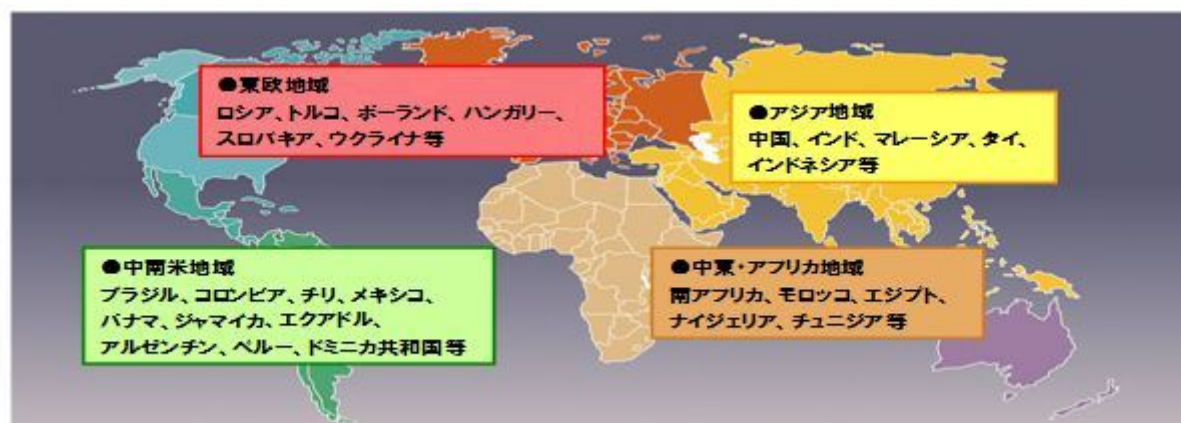 ●東欧地域
ロシア、トルコ、ポーランド、ハンガリー、
スロバキア、ウクライナ等
●アジア地域
中国、インド、マレーシア、タイ、
インドネシア等
●中南米地域
ブラジル、コロンビア、チリ、メキシコ、
パナマ、ジャマイカ、エクアドル、
アルゼンチン、ペルー、ドミニカ共和国等
●中東・アフリカ地域
南アフリカ、モロッコ、エジプト、
ナイジェリア、チュニジア等